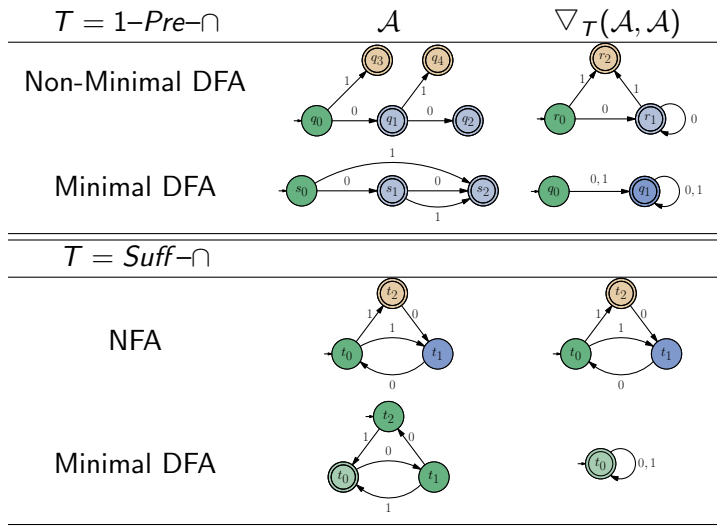 T = 1–Pre–∩ A ▽T(A, A)
Non-Minimal DFA
q3 q4 1 1 q0 0 q1 0 q2
r2 1 1 r0 0 r1 0
Minimal DFA
1 s0 0 s1 0 s2 1
q0 0, 1 q1 0, 1
T = Suff–∩
NFA
t2 1 0 1 t0 t1 0
t2 1 0 1 t0 t1 0
Minimal DFA
t2 1 0 0 t0 t1 1
t0 0, 1